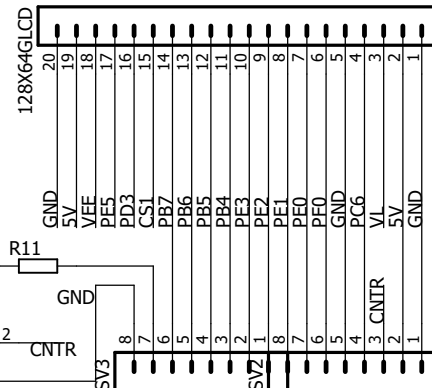 128X64GLCD
20 19 18 17 16 15 14 13 12 11 10 9 8 7 6 5 4 3 2 1
GND 5V VEE PE5 PD3 CS1 PB7 PB6 PB5 PB4 PE3 PE2 PE1 PE0 PF0 GND PC6 VL 5V GND
R11
GND
CNTR
8 7 6 5 4 3 2 1 8 7 6 5 4 3 2 1
2
CNTR
SV3
SV2